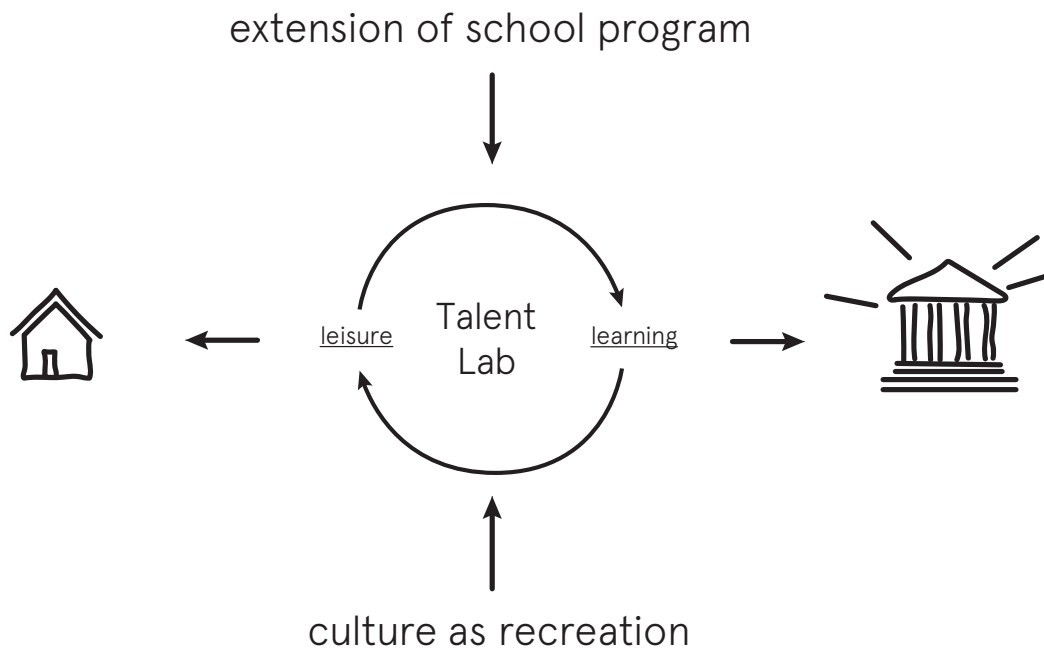 extension of school program
leisure
Talent
Lab
learning
culture as recreation